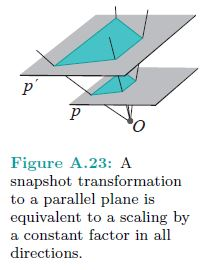 p´
p
O
Figure A.23: A
snapshot transformation
to a parallel plane is
equivalent to a scaling by
a constant factor in all
directions.